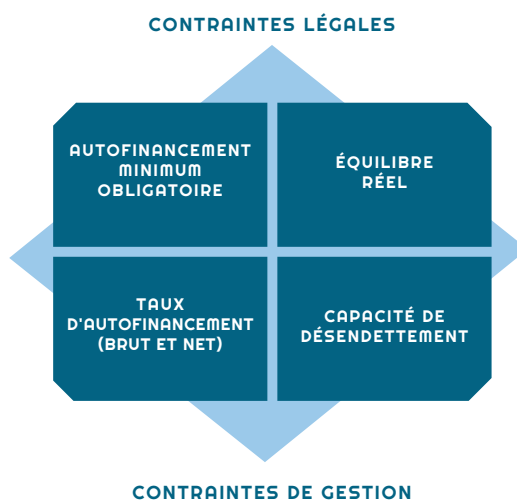 CONTRAINTES LÉGALES
AUTOFINANCEMENT
MINIMUM
OBLIGATOIRE
ÉQUILIBRE
RÉEL
TAUX
D'AUTOFINANCEMENT
(BRUT ET NET)
CAPACITÉ DE
DÉSENDETTEMENT
CONTRAINTES DE GESTION